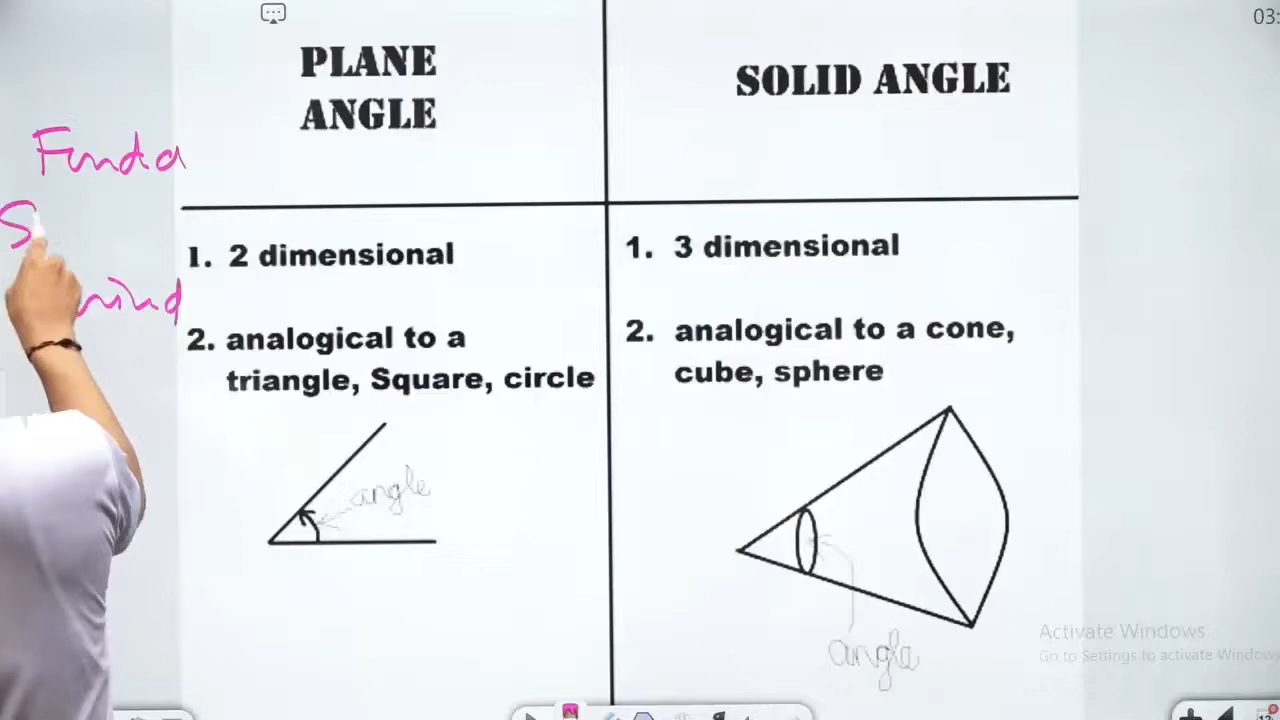 03:
PLANE
ANGLE
SOLID ANGLE
Funda
S
1. 2 dimensional
1. 3 dimensional
2. analogical to a
triangle, Square, circle
2. analogical to a cone,
cube, sphere
angle
angle
Activate Windows
Go to Settings to activate Windows